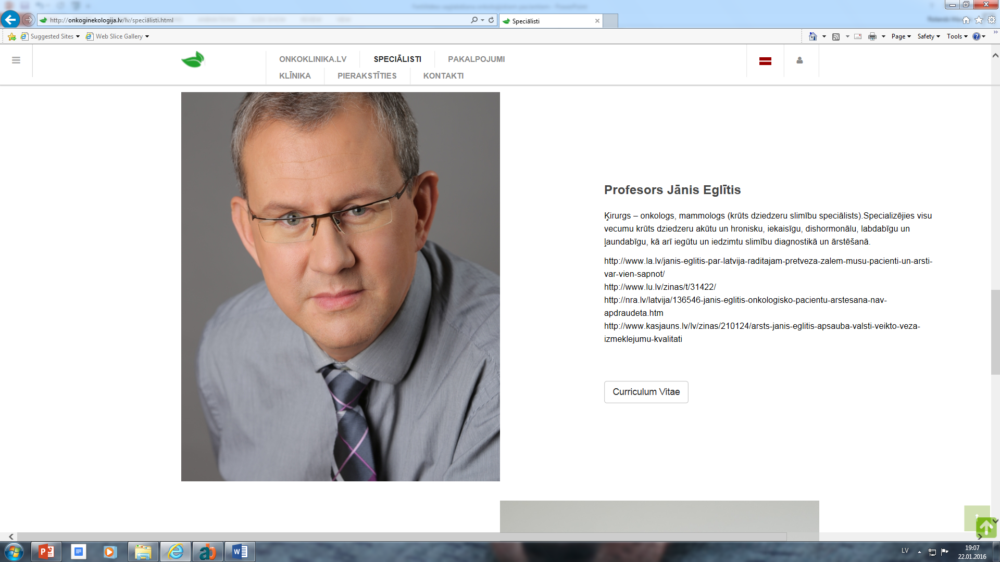 http://onkoginekologija.lv/lv/speciālisti.html
Speciālisti
Suggested Sites
Web Slice Gallery
Page
Safety
Tools
ONKOKLINIKA.LV
SPECIĀLISTI
PAKALPOJUMI
KLĪNIKA
PIERAKSTĪTIES
KONTAKTI
Profesors Jānis Eglītis
Ķirurgs – onkologs, mammologs (krūts dziedzeru slimību speciālists).Specializējies visu
vecumu krūts dziedzeru akūtu un hronisku, iekaisīgu, dishormonālu, labdabīgu un
ļaundabīgu, kā arī iegūtu un iedzimtu slimību diagnostikā un ārstēšanā.
http://www.la.lv/janis-eglitis-par-latvija-raditajam-pretveza-zalem-musu-pacienti-un-arsti-
var-vien-sapnot/
http://www.lu.lv/zinas/t/31422/
http://nra.lv/latvija/136546-janis-eglitis-onkologisko-pacientu-arstesana-nav-
apdraudeta.htm
http://www.kasjauns.lv/lv/zinas/210124/arsts-janis-eglitis-apsauba-valsti-veikto-veza-
izmeklejumu-kvalitati
Curriculum Vitae
LV
19:07
22.01.2016